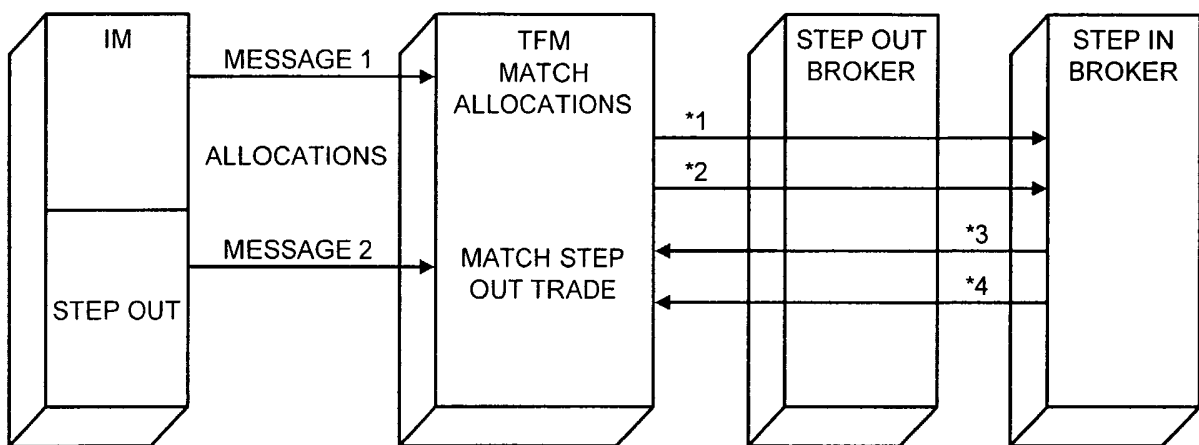 IM
MESSAGE 1
ALLOCATIONS
MESSAGE 2
STEP OUT
TFM
MATCH
ALLOCATIONS
MATCH STEP
OUT TRADE
STEP OUT
BROKER
STEP IN
BROKER
*1
*2
*3
*4